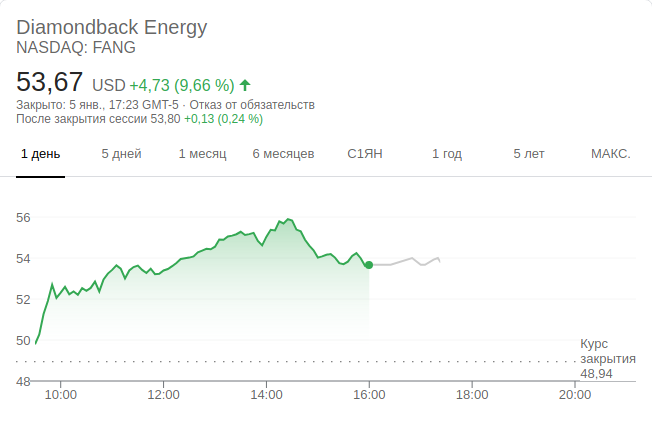 Diamondback Energy
NASDAQ: FANG
53,67 USD +4,73 (9,66 %)
Закрыто: 5 янв., 17:23 GMT-5 · Отказ от обязательств
После закрытия сессии 53,80 +0,13 (0,24 %)
1 день 5 дней 1 месяц 6 месяцев С1ЯН 1 год 5 лет МАКС.
56
54
52
50
Курс
закрытия
48,94
48
10:00 12:00 14:00 16:00 18:00 20:00